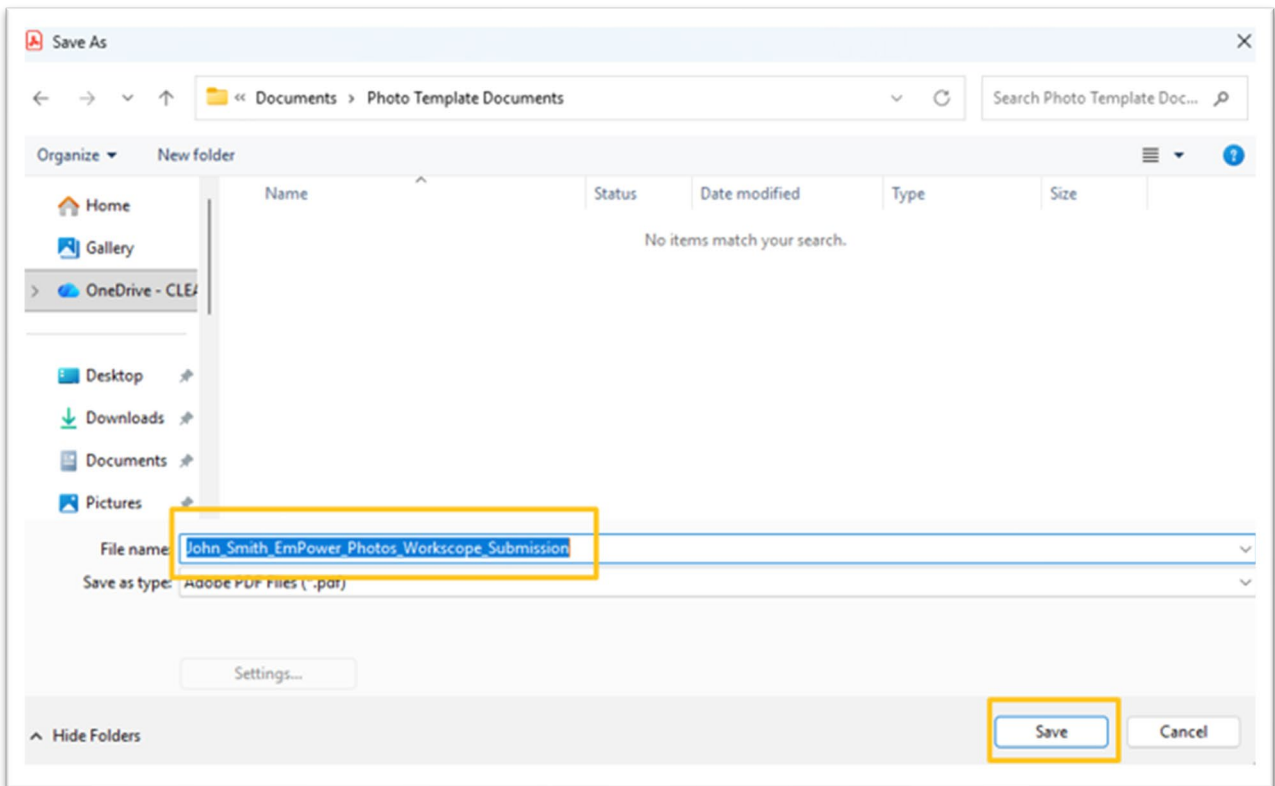 Save As
« Documents > Photo Template Documents
Search Photo Template Doc...
Organize
New folder
Name
Status
Date modified
Type
Size
Home
No items match your search.
Gallery
OneDrive - CLEA
Desktop
Downloads
Documents
Pictures
File name:
John_Smith_EmPower_Photos_Workscope_Submission
Save as type:
Adobe PDF Files (*.pdf)
Settings...
Hide Folders
Save
Cancel